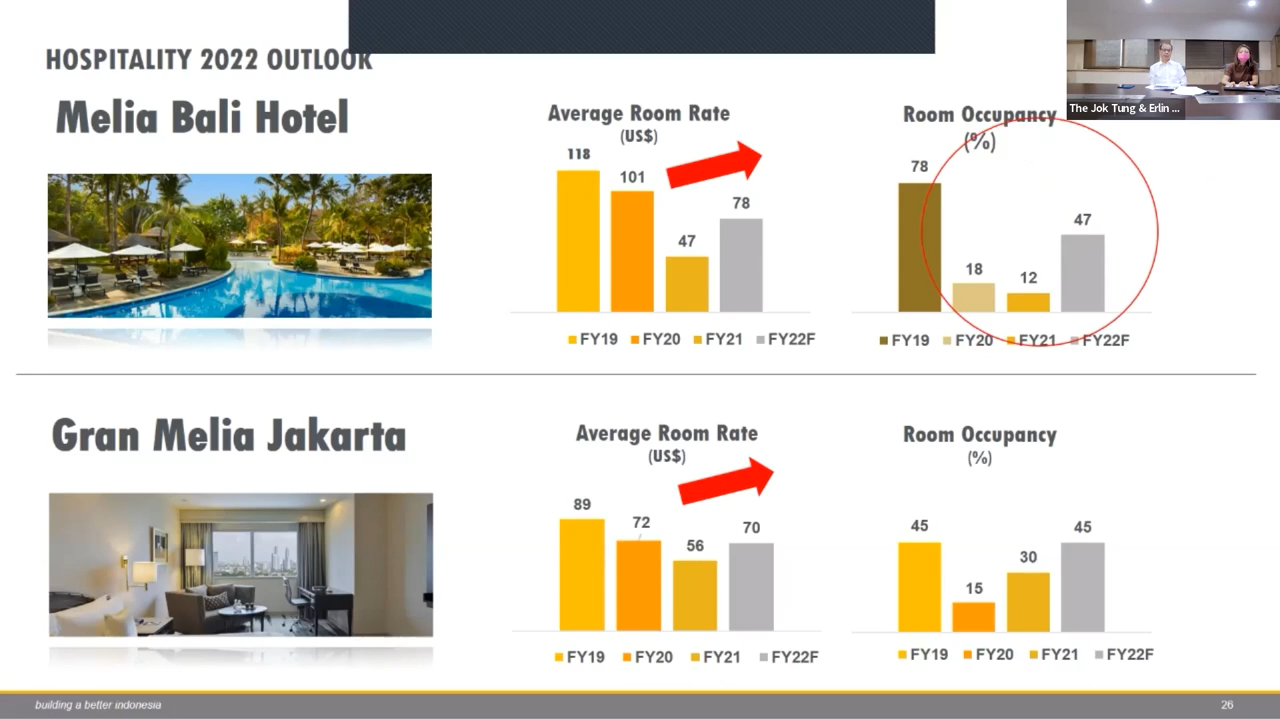 HOSPITALITY 2022 OUTLOOK
Melia Bali Hotel
Average Room Rate
(US$)
118
101
47
78
FY19 FY20 FY21 FY22F
Room Occupancy
(%)
78
18
12
47
FY19 FY20 FY21 FY22F
The Jok Tung & Erlin ...
Gran Melia Jakarta
Average Room Rate
(US$)
89
72
56
70
FY19 FY20 FY21 FY22F
Room Occupancy
(%)
45
15
30
45
FY19 FY20 FY21 FY22F
building a better indonesia
26